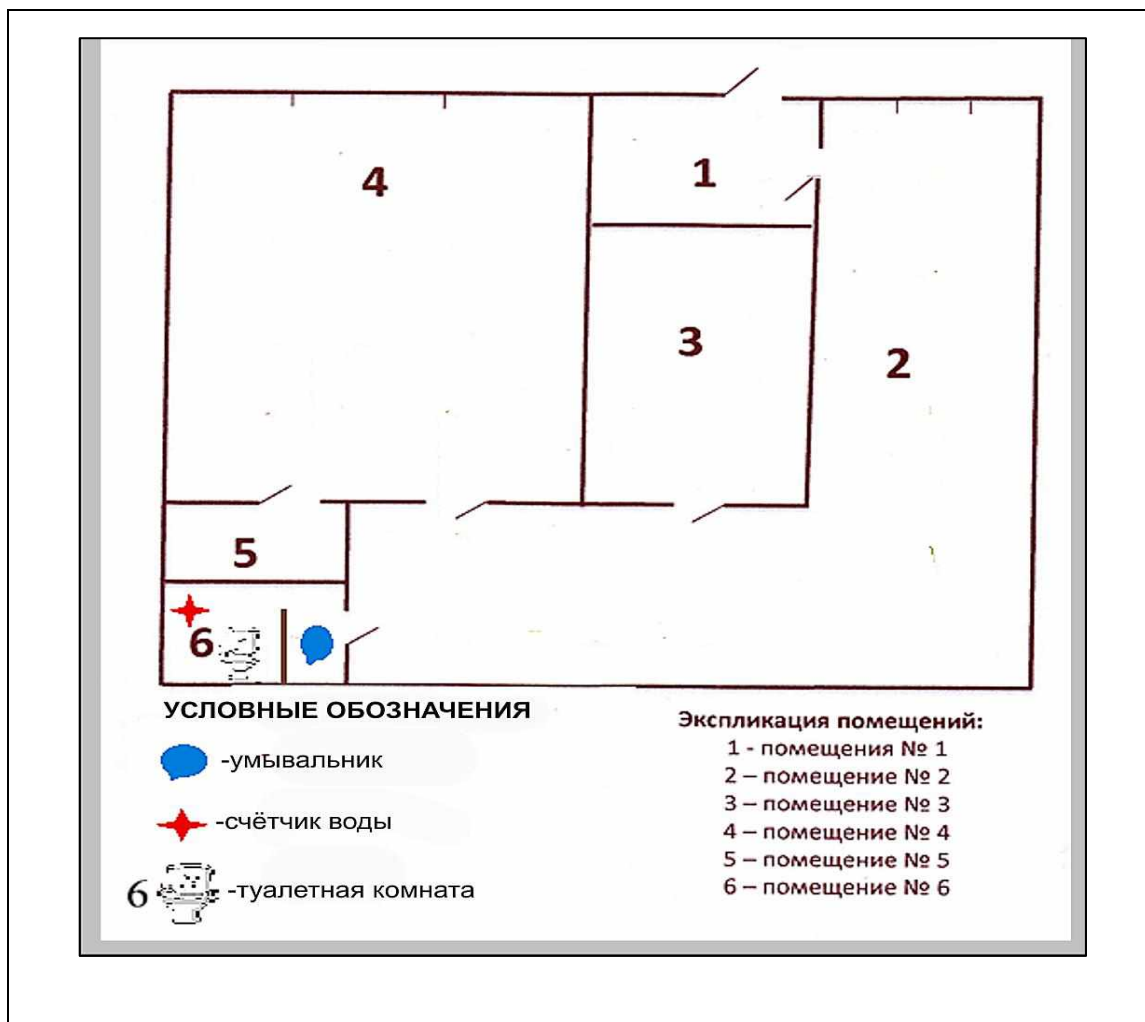 4
1
3
2
5
6
УСЛОВНЫЕ ОБОЗНАЧЕНИЯ
-умывальник
-счётчик воды
6 -туалетная комната
Экспликация помещений:
1 - помещения № 1
2 – помещение № 2
3 – помещение № 3
4 – помещение № 4
5 – помещение № 5
6 – помещение № 6